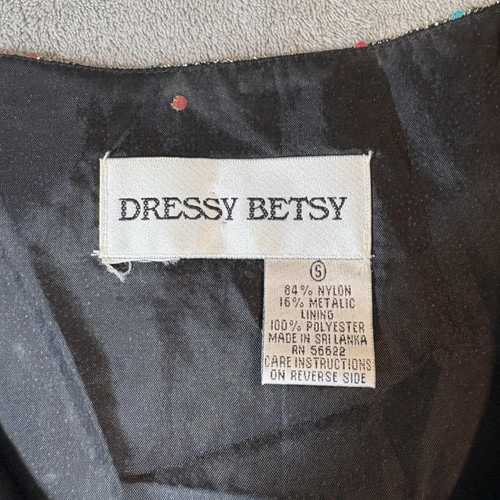 DRESSY BETSY
S
84% NYLON
16% METALIC
LINING
100% POLYESTER
MADE IN SRI LANKA
RN 56622
CARE INSTRUCTIONS
ON REVERSE SIDE